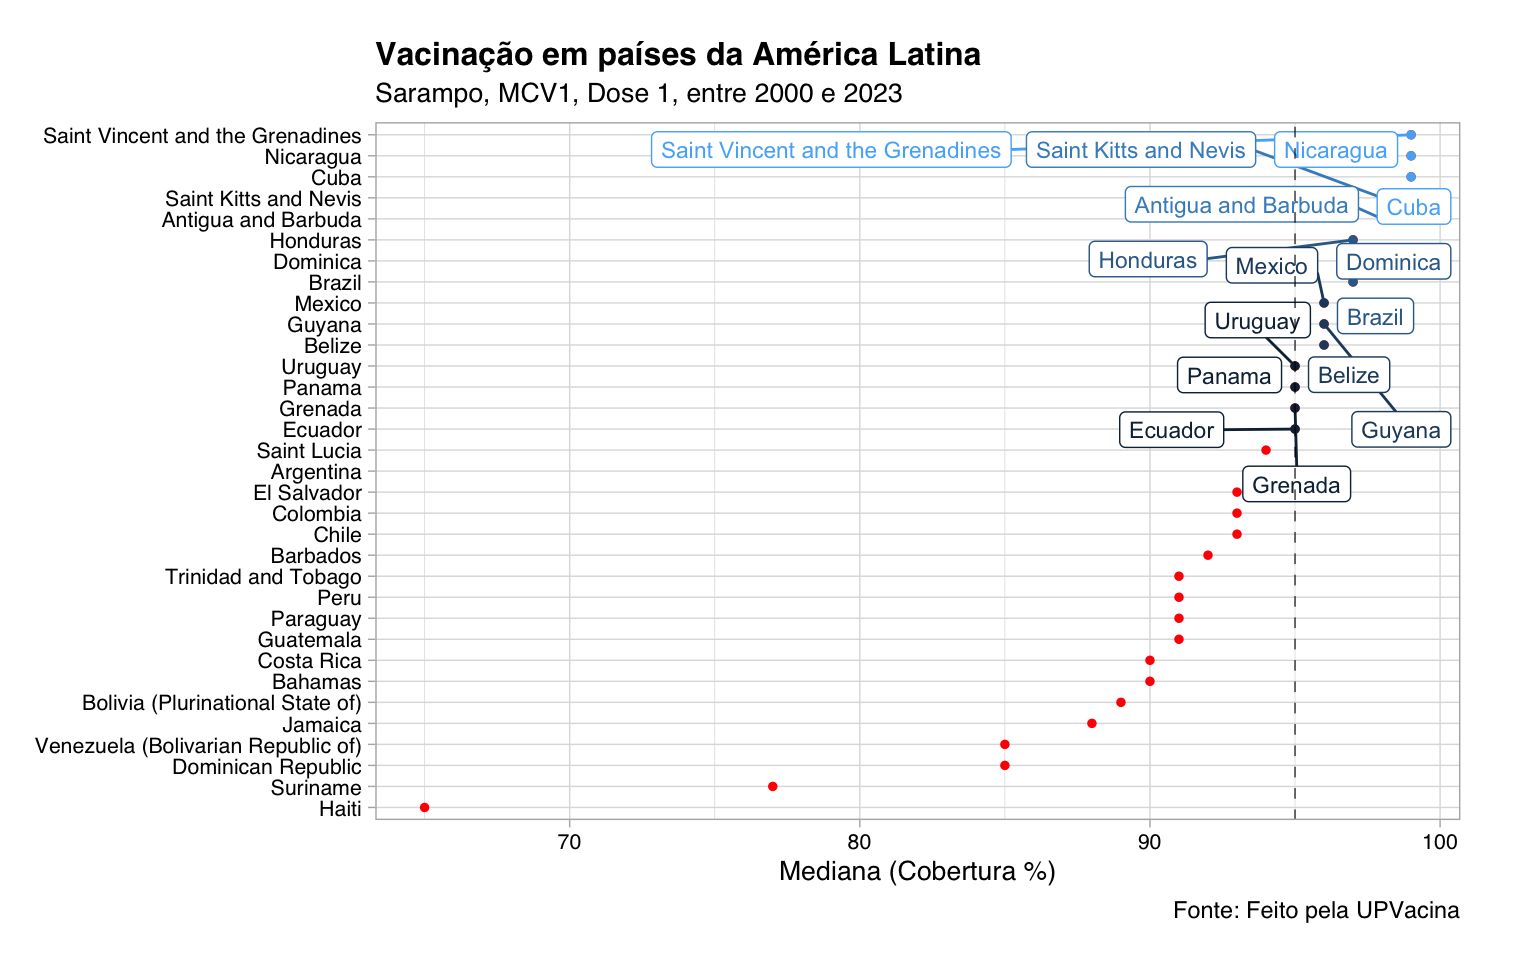 Vacinação em países da América Latina
Sarampo, MCV1, Dose 1, entre 2000 e 2023
Saint Vincent and the Grenadines
Nicaragua
Cuba
Saint Kitts and Nevis
Antigua and Barbuda
Honduras
Dominica
Brazil
Mexico
Guyana
Belize
Uruguay
Panama
Grenada
Ecuador
Saint Lucia
Argentina
El Salvador
Colombia
Chile
Barbados
Trinidad and Tobago
Peru
Paraguay
Guatemala
Costa Rica
Bahamas
Bolivia (Plurinational State of)
Jamaica
Venezuela (Bolivarian Republic of)
Dominican Republic
Suriname
Haiti
Saint Vincent and the Grenadines
Saint Kitts and Nevis
Nicaragua
Antigua and Barbuda
Cuba
Honduras
Mexico
Dominica
Uruguay
Brazil
Panama
Belize
Ecuador
Guyana
Grenada
70
80
90
100
Mediana (Cobertura %)
Fonte: Feito pela UPVacina